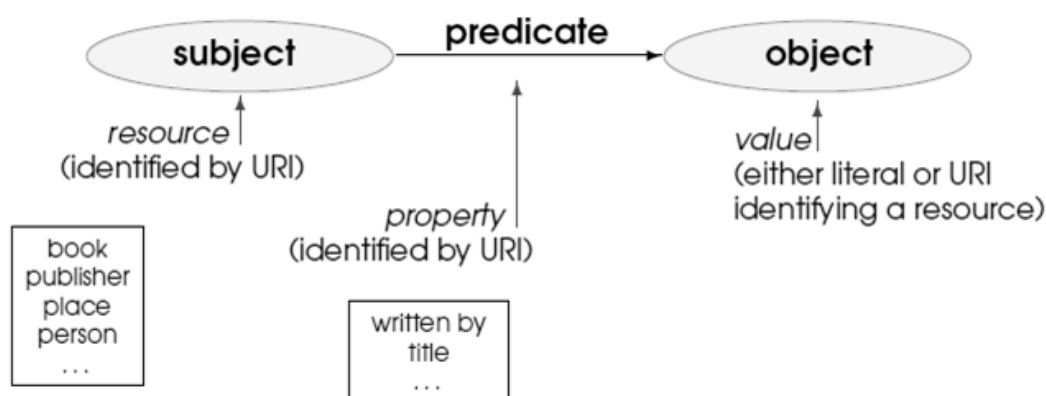 subject
predicate
object
resource
(identified by URI)
property
(identified by URI)
value
(either literal or URI
identifying a resource)
book
publisher
place
person
...
written by
title
...